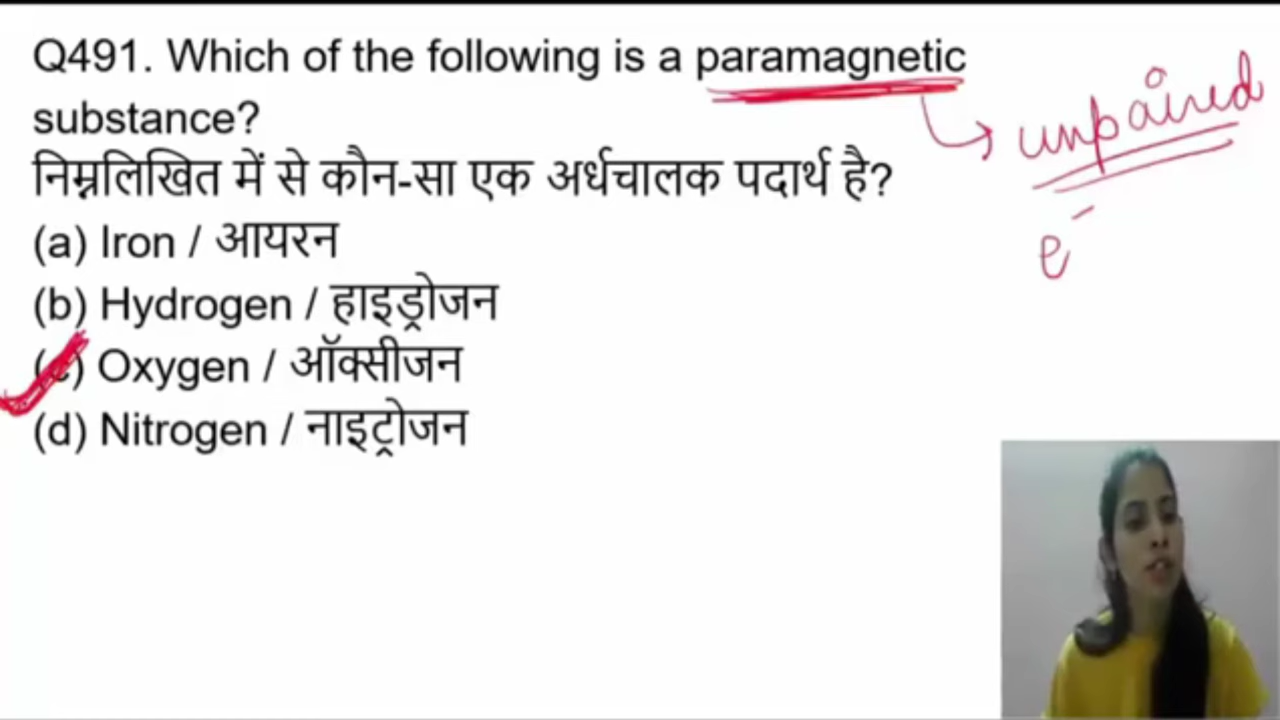 Q491. Which of the following is a paramagnetic
substance?
निम्नलिखित में से कौन-सा एक अर्धचालक पदार्थ है?
(a) Iron / आयरन
(b) Hydrogen / हाइड्रोजन
(c) Oxygen / ऑक्सीजन
(d) Nitrogen / नाइट्रोजन
unpaired
e⁻